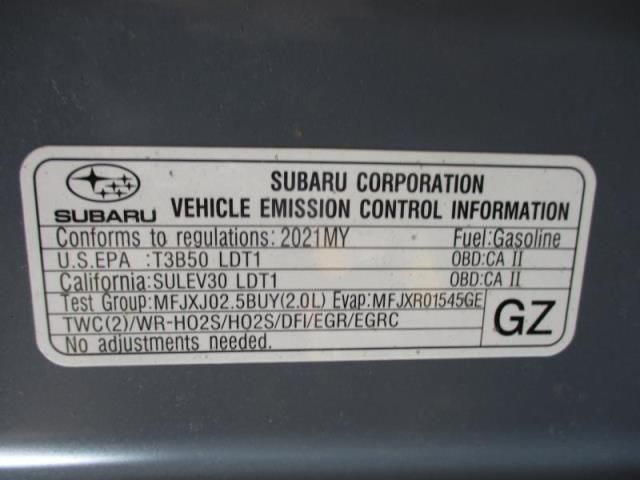 SUBARU CORPORATION
SUBARU VEHICLE EMISSION CONTROL INFORMATION
Conforms to regulations:2021MY Fuel:Gasoline
U.S.EPA :T3B50 LDT1 OBD:CA II
California:SULEV30 LDT1 OBD:CA II
Test Group:MFJXJ02.5BUY(2.0L) Evap:MFJXR01545GE
TWC(2)/WR-HO2S/HO2S/DFI/EGR/EGRC
No adjustments needed.
GZ